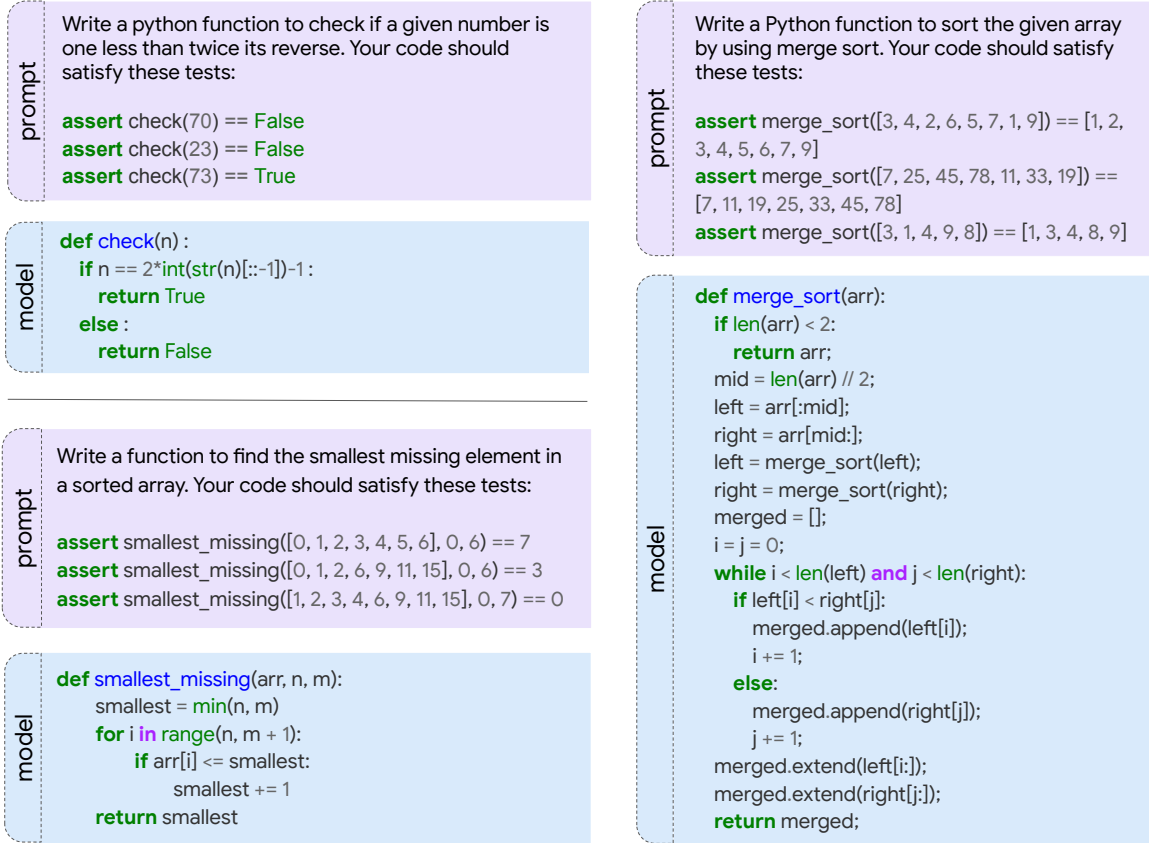 prompt
Write a python function to check if a given number is
one less than twice its reverse. Your code should
satisfy these tests:
assert check(70) == False
assert check(23) == False
assert check(73) == True
model
def check(n) :
if n == 2*int(str(n)[::-1])-1 :
return True
else :
return False
prompt
Write a function to find the smallest missing element in
a sorted array. Your code should satisfy these tests:
assert smallest_missing([0, 1, 2, 3, 4, 5, 6], 0, 6) == 7
assert smallest_missing([0, 1, 2, 6, 9, 11, 15], 0, 6) == 3
assert smallest_missing([1, 2, 3, 4, 6, 9, 11, 15], 0, 7) == 0
model
def smallest_missing(arr, n, m):
smallest = min(n, m)
for i in range(n, m + 1):
if arr[i] <= smallest:
smallest += 1
return smallest
prompt
Write a Python function to sort the given array
by using merge sort. Your code should satisfy
these tests:
assert merge_sort([3, 4, 2, 6, 5, 7, 1, 9]) == [1, 2,
3, 4, 5, 6, 7, 9]
assert merge_sort([7, 25, 45, 78, 11, 33, 19]) ==
[7, 11, 19, 25, 33, 45, 78]
assert merge_sort([3, 1, 4, 9, 8]) == [1, 3, 4, 8, 9]
model
def merge_sort(arr):
if len(arr) < 2:
return arr;
mid = len(arr) // 2;
left = arr[:mid];
right = arr[mid:];
left = merge_sort(left);
right = merge_sort(right);
merged = [];
i = j = 0;
while i < len(left) and j < len(right):
if left[i] < right[j]:
merged.append(left[i]);
i += 1;
else:
merged.append(right[j]);
j += 1;
merged.extend(left[i:]);
merged.extend(right[j:]);
return merged;